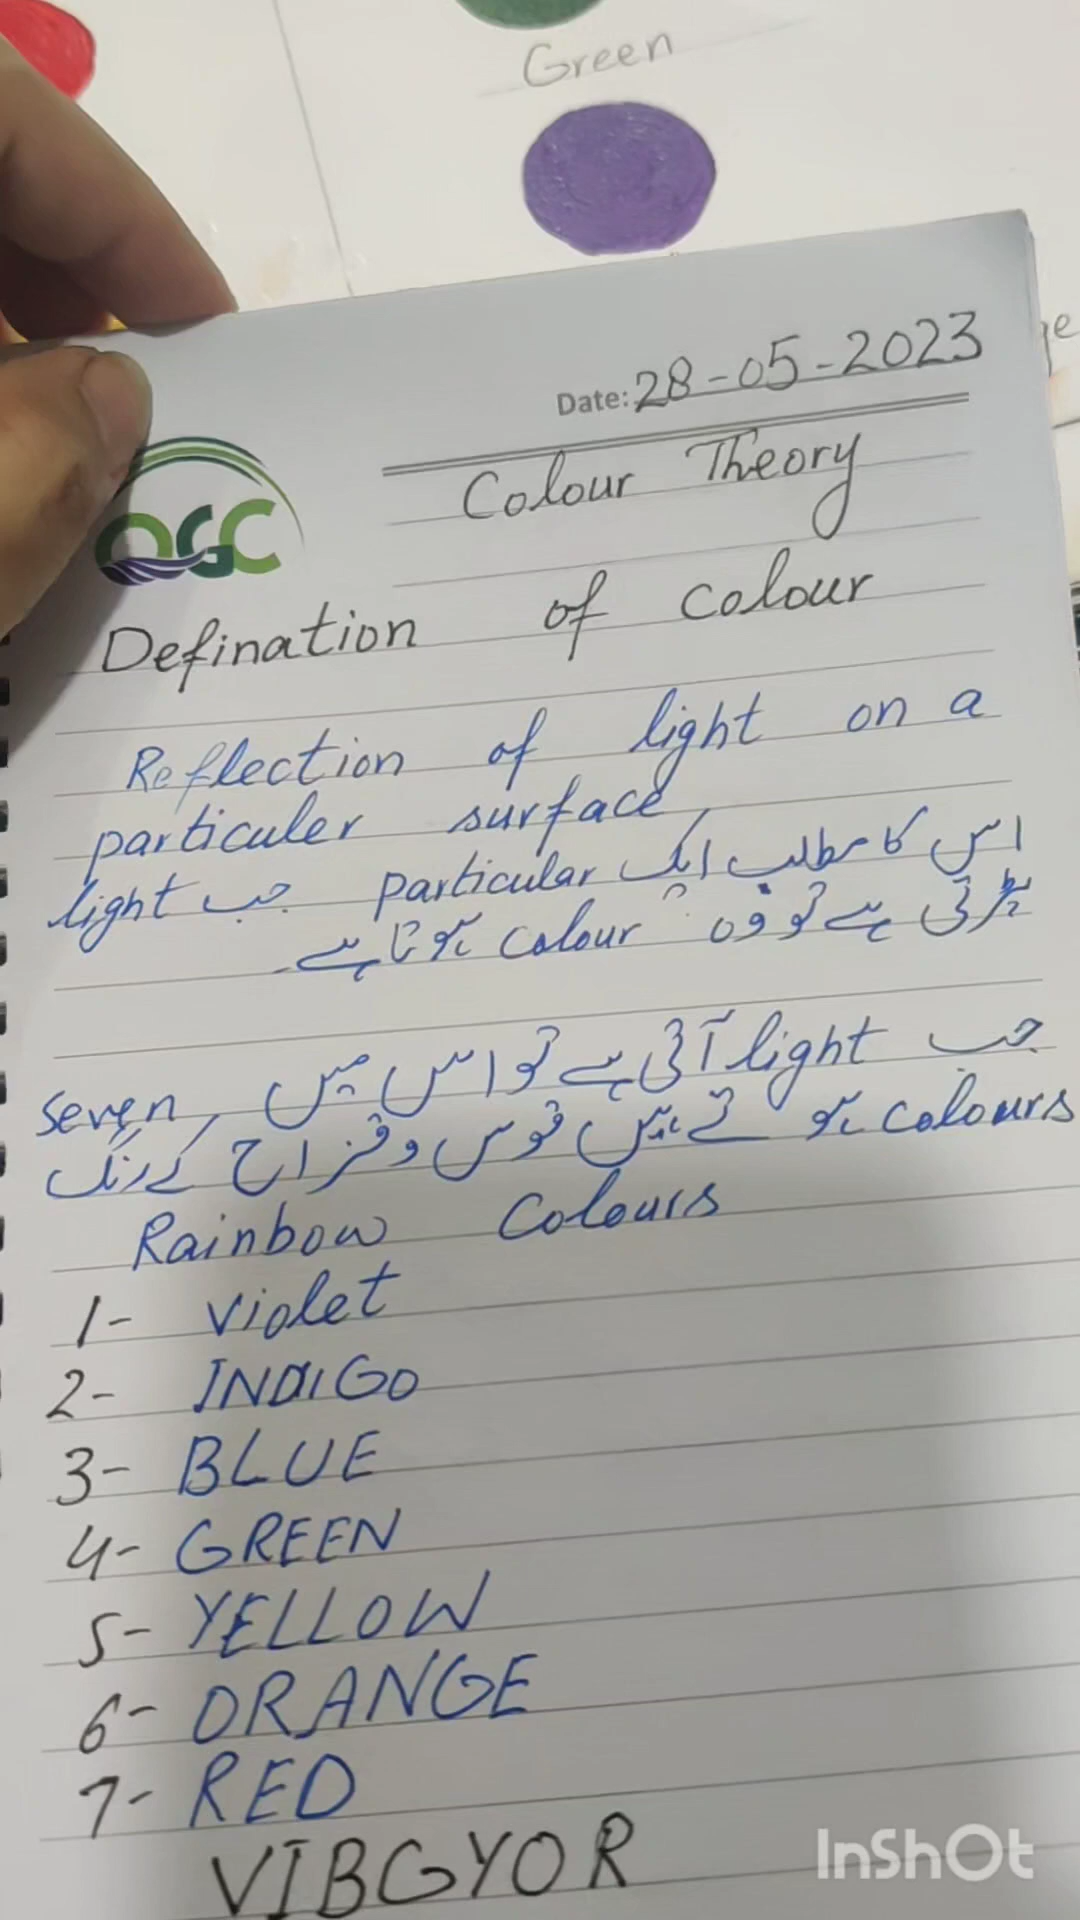 Green
ge
Date: 28-05-2023
OGC
Colour Theory
Defination of colour
Reflection of light on a
particuler surface
اس کا مطلب ایک particular جب light
پڑتی ہے تو وہ colour ہوتا ہے۔
جب light آتی ہے تو اس میں seven
colours ہو تے ہیں قوس و قزاح کے رنگ
Rainbow Colours
1- Violet
2- INDIGO
3- BLUE
4- GREEN
5- YELLOW
6- ORANGE
7- RED
VIBGYOR
InShOt